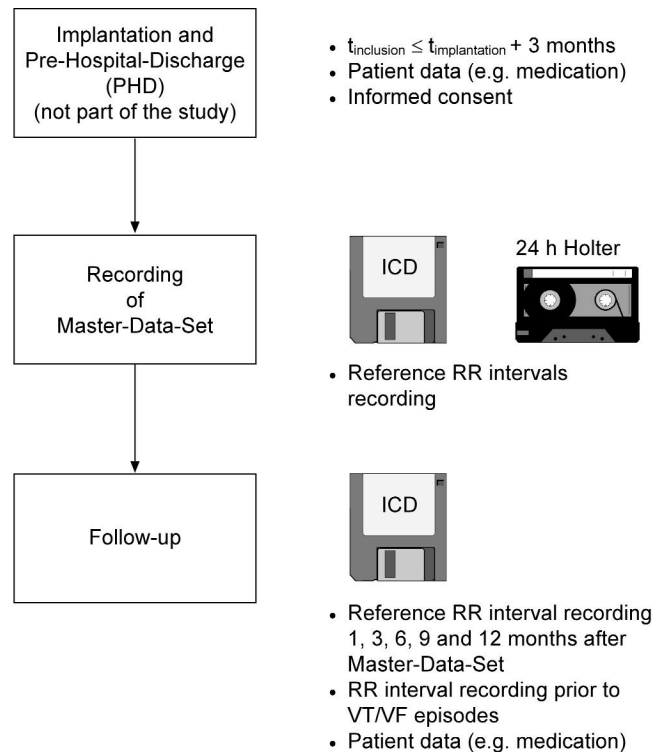 Implantation and
Pre-Hospital-Discharge
(PHD)
(not part of the study)
• t_inclusion ≤ t_implantation + 3 months
• Patient data (e.g. medication)
• Informed consent
Recording
of
Master-Data-Set
ICD
24 h Holter
• Reference RR intervals
recording
Follow-up
ICD
• Reference RR interval recording
1, 3, 6, 9 and 12 months after
Master-Data-Set
• RR interval recording prior to
VT/VF episodes
• Patient data (e.g. medication)